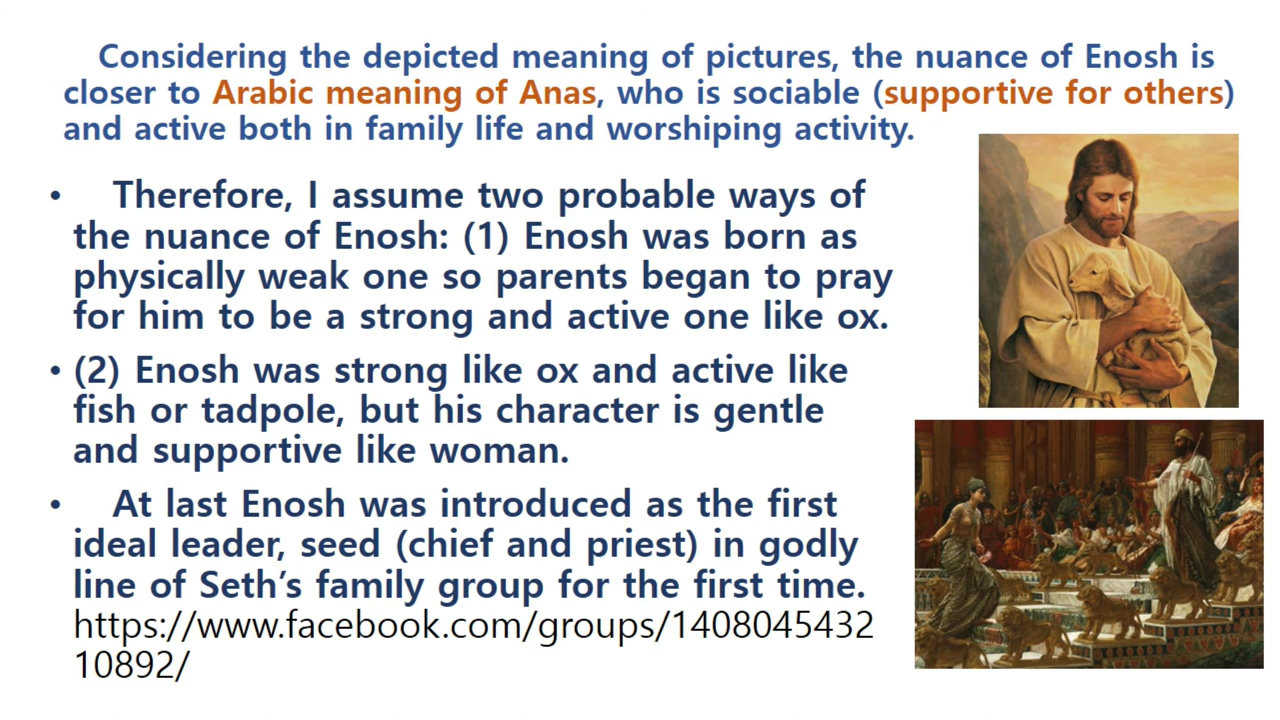 Considering the depicted meaning of pictures, the nuance of Enosh is
closer to Arabic meaning of Anas, who is sociable (supportive for others)
and active both in family life and worshiping activity.
• Therefore, I assume two probable ways of
the nuance of Enosh: (1) Enosh was born as
physically weak one so parents began to pray
for him to be a strong and active one like ox.
• (2) Enosh was strong like ox and active like
fish or tadpole, but his character is gentle
and supportive like woman.
• At last Enosh was introduced as the first
ideal leader, seed (chief and priest) in godly
line of Seth’s family group for the first time.
https://www.facebook.com/groups/1408045432
10892/